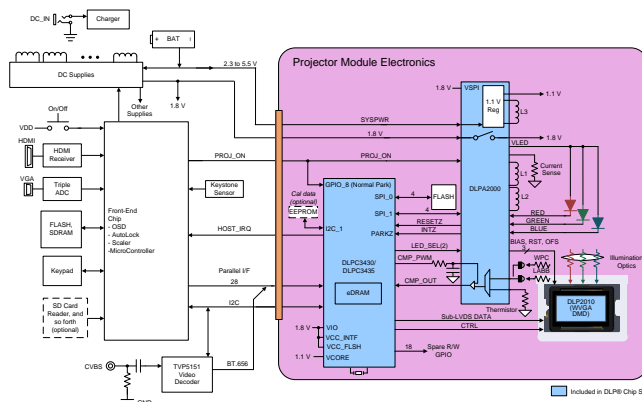 DC_IN
Charger
BAT
+
-
DC Supplies
2.3 to 5.5 V
Other
Supplies
1.8 V
On/Off
VDD
HDMI
HDMI
Receiver
VGA
Triple
ADC
FLASH,
SDRAM
Keypad
SD Card
Reader, and
so forth
(optional)
Front-End
Chip
- OSD
- AutoLock
- Scaler
-MicroController
Keystone
Sensor
PROJ_ON
HOST_IRQ
Parallel I/F
28
I2C
CVBS
GND
TVP5151
Video
Decoder
BT.656
Projector Module Electronics
SYSPWR
1.8 V
PROJ_ON
Cal data
(optional)
EEPROM
GPIO_8 (Normal Park)
SPI_0
SPI_1
PARKZ
I2C_1
DLPC3430/
DLPC3435
eDRAM
VIO
VCC_INTF
VCC_FLSH
VCORE
1.8 V
1.1 V
4
FLASH
4
RESETZ
INTZ
LED_SEL(2)
CMP_PWM
CMP_OUT
Sub-LVDS DATA
CTRL
18
Spare R/W
GPIO
1.8 V
VSPI
1.1 V
Reg
DLPA2000
1.1 V
L3
1.8 V
VLED
L1
L2
Current
Sense
RED
GREEN
BLUE
BIAS, RST, OFS
3
WPC
LABB
Thermistor
Illumination
Optics
DLP2010
(WVGA
DMD)
Included in DLP® Chip S